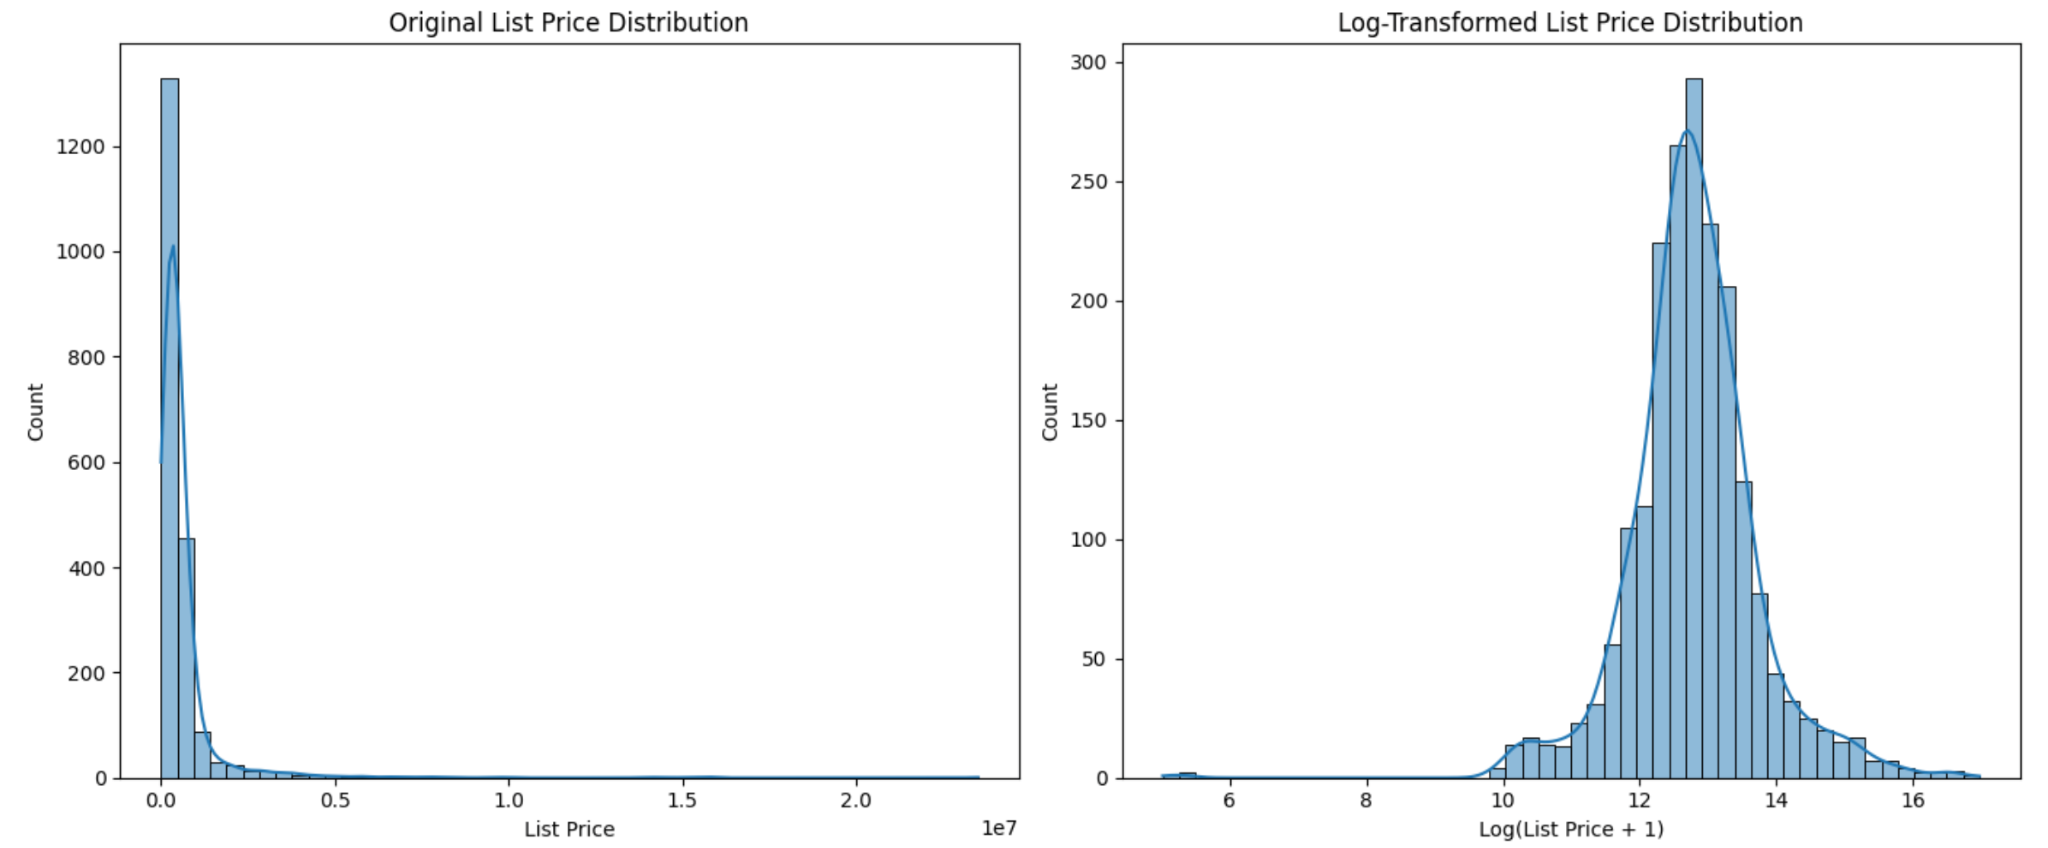 Original List Price Distribution
1200
1000
800
600
400
200
0
Count
0.0 0.5 1.0 1.5 2.0
List Price
1e7
Log-Transformed List Price Distribution
300
250
200
150
100
50
0
Count
6 8 10 12 14 16
Log(List Price + 1)